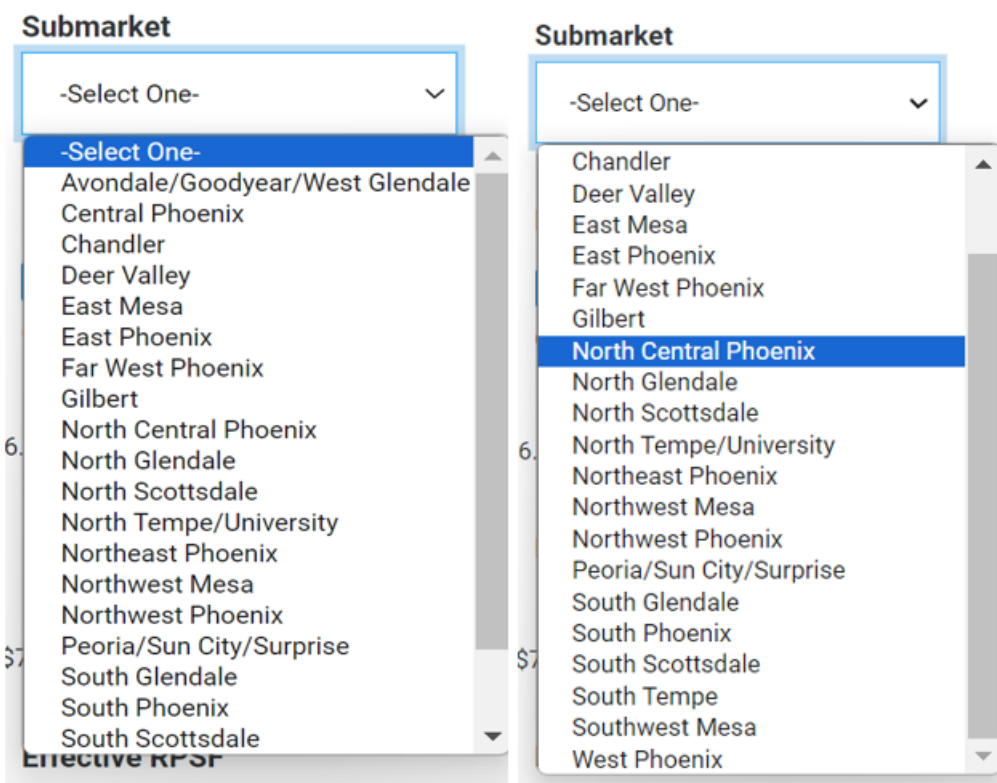 Submarket
-Select One-
-Select One-
Avondale/Goodyear/West Glendale
Central Phoenix
Chandler
Deer Valley
East Mesa
East Phoenix
Far West Phoenix
Gilbert
North Central Phoenix
6.
North Glendale
North Scottsdale
North Tempe/University
Northeast Phoenix
Northwest Mesa
Northwest Phoenix
Peoria/Sun City/Surprise
$7
South Glendale
South Phoenix
South Scottsdale
Effective RPSF
Submarket
-Select One-
Chandler
Deer Valley
East Mesa
East Phoenix
Far West Phoenix
Gilbert
North Central Phoenix
North Glendale
North Scottsdale
North Tempe/University
6.
Northeast Phoenix
Northwest Mesa
Northwest Phoenix
Peoria/Sun City/Surprise
South Glendale
South Phoenix
South Scottsdale
$7
South Tempe
Southwest Mesa
West Phoenix